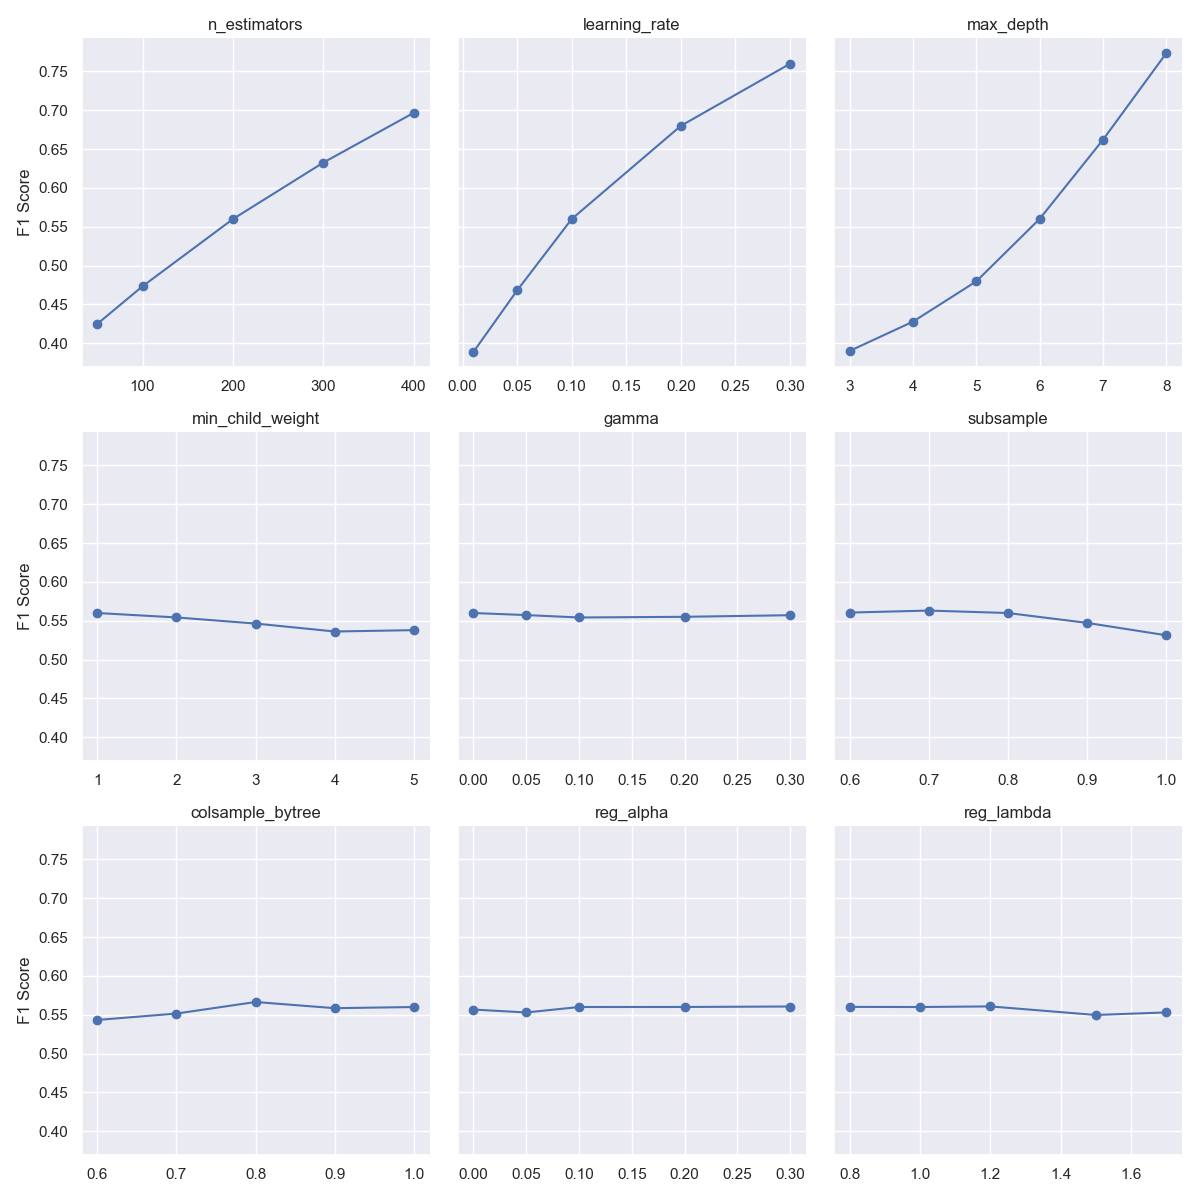 n_estimators
learning_rate
max_depth
F1 Score
0.75
0.70
0.65
0.60
0.55
0.50
0.45
0.40
100 200 300 400
0.00 0.05 0.10 0.15 0.20 0.25 0.30
3 4 5 6 7 8
min_child_weight
gamma
subsample
F1 Score
0.75
0.70
0.65
0.60
0.55
0.50
0.45
0.40
1 2 3 4 5
0.00 0.05 0.10 0.15 0.20 0.25 0.30
0.6 0.7 0.8 0.9 1.0
colsample_bytree
reg_alpha
reg_lambda
F1 Score
0.75
0.70
0.65
0.60
0.55
0.50
0.45
0.40
0.6 0.7 0.8 0.9 1.0
0.00 0.05 0.10 0.15 0.20 0.25 0.30
0.8 1.0 1.2 1.4 1.6